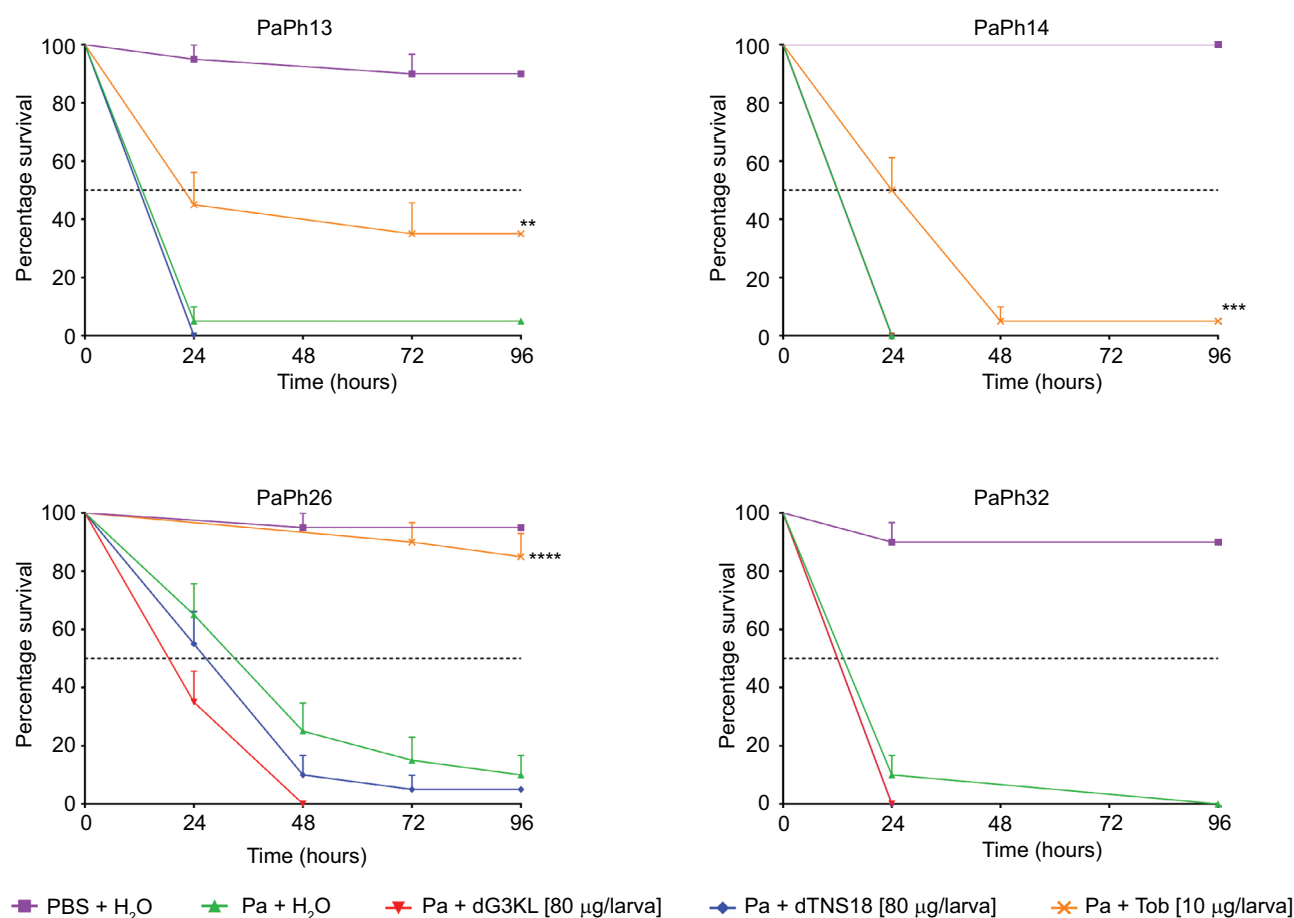 PaPh13
Percentage survival
100
80
60
40
20
0
**
0 24 48 72 96
Time (hours)
PaPh14
Percentage survival
100
80
60
40
20
0
***
0 24 48 72 96
Time (hours)
PaPh26
Percentage survival
100
80
60
40
20
0
****
0 24 48 72 96
Time (hours)
PaPh32
Percentage survival
100
80
60
40
20
0
0 24 48 72 96
Time (hours)
PBS + H₂O Pa + H₂O Pa + dG3KL [80 μg/larva] Pa + dTNS18 [80 μg/larva] Pa + Tob [10 μg/larva]